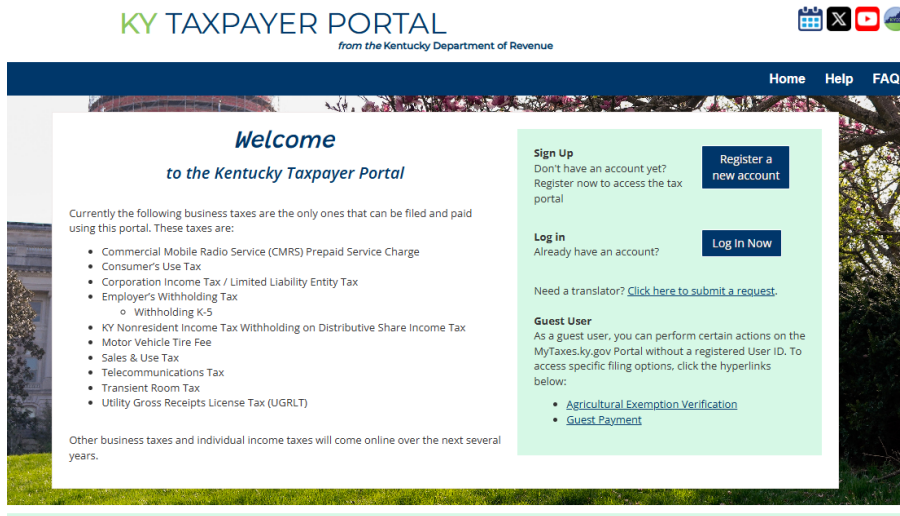 KY TAXPAYER PORTAL
from the Kentucky Department of Revenue
Home Help FAQ
Welcome
to the Kentucky Taxpayer Portal
Currently the following business taxes are the only ones that can be filed and paid
using this portal. These taxes are:
• Commercial Mobile Radio Service (CMRS) Prepaid Service Charge
• Consumer's Use Tax
• Corporation Income Tax / Limited Liability Entity Tax
• Employer's Withholding Tax
○ Withholding K-5
• KY Nonresident Income Tax Withholding on Distributive Share Income Tax
• Motor Vehicle Tire Fee
• Sales & Use Tax
• Telecommunications Tax
• Transient Room Tax
• Utility Gross Receipts License Tax (UGRLT)
Other business taxes and individual income taxes will come online over the next several
years.
Sign Up
Don't have an account yet?
Register now to access the tax
portal
Register a
new account
Log in
Already have an account?
Log In Now
Need a translator? Click here to submit a request.
Guest User
As a guest user, you can perform certain actions on the
MyTaxes.ky.gov Portal without a registered User ID. To
access specific filing options, click the hyperlinks
below:
• Agricultural Exemption Verification
• Guest Payment